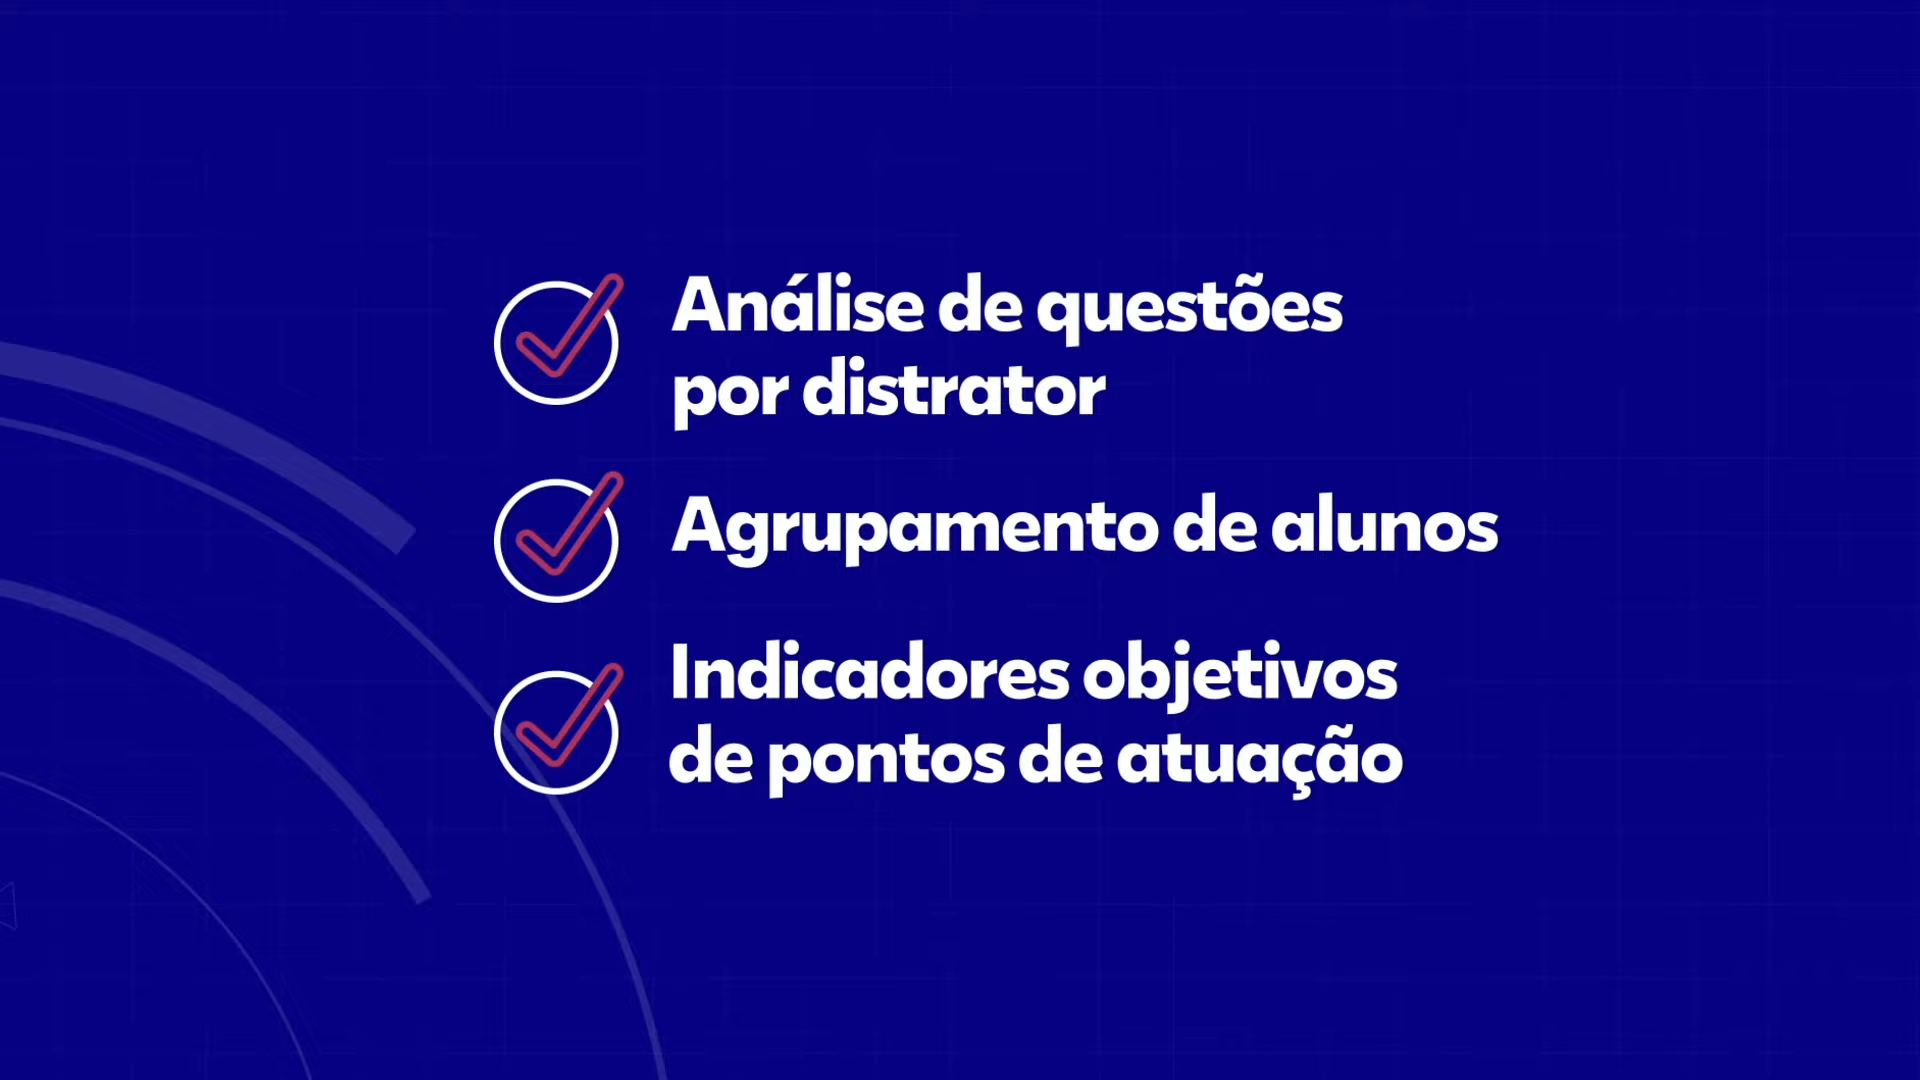 Análise de questões
por distrator
Agrupamento de alunos
Indicadores objetivos
de pontos de atuação